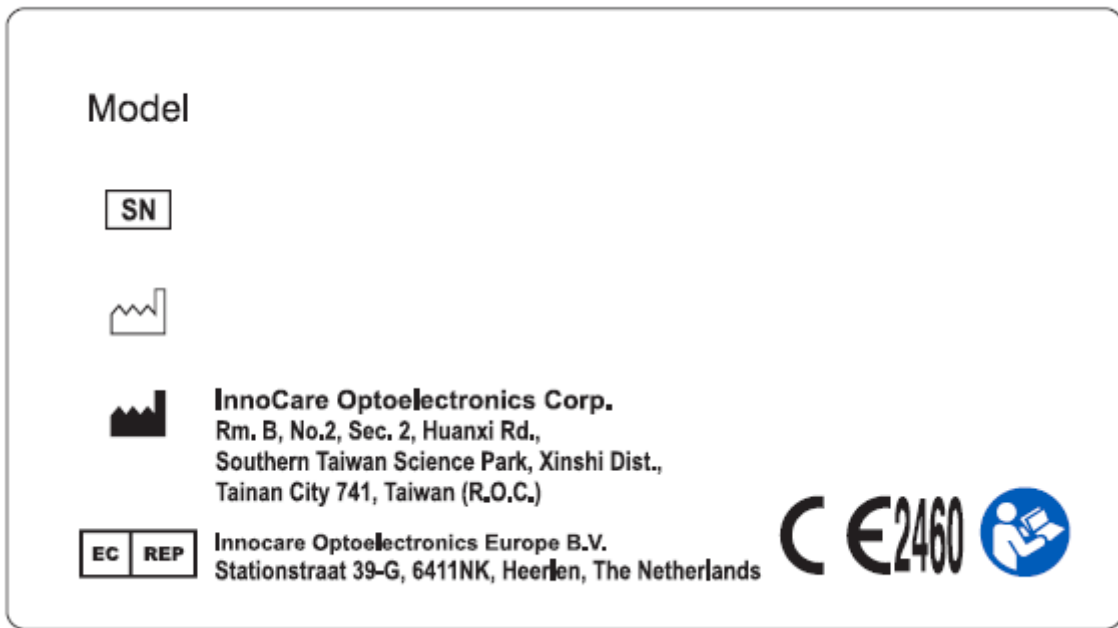 Model
SN
InnoCare Optoelectronics Corp.
Rm. B, No.2, Sec. 2, Huanxi Rd.,
Southern Taiwan Science Park, Xinshi Dist.,
Tainan City 741, Taiwan (R.O.C.)
EC REP
Innocare Optoelectronics Europe B.V.
Stationstraat 39-G, 6411NK, Heerlen, The Netherlands
CE2460